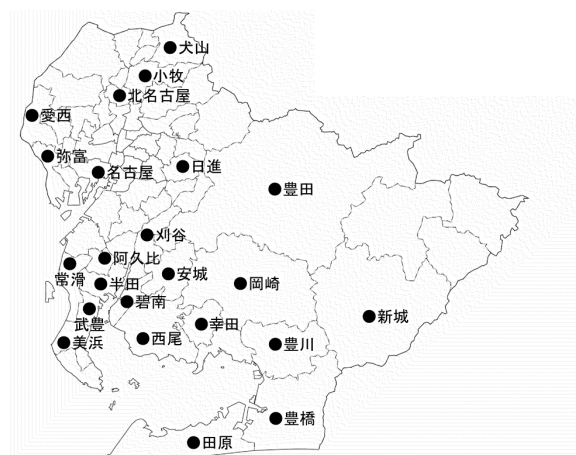 犬山
小牧
北名古屋
愛西
弥富
名古屋
日進
豊田
刈谷
阿久比
常滑
安城
半田
岡崎
碧南
武豊
新城
幸田
西尾
美浜
豊川
豊橋
田原